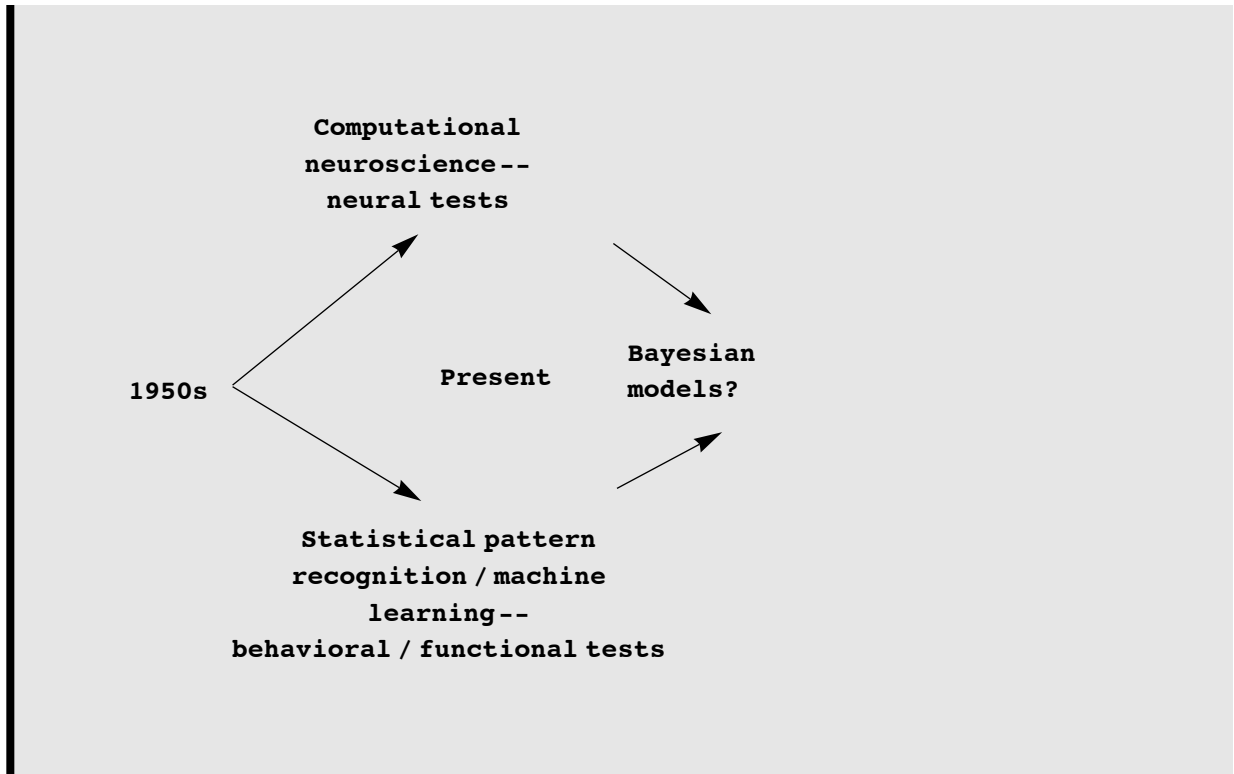 Computational
neuroscience--
neural tests
1950s
Present
Bayesian
models?
Statistical pattern
recognition / machine
learning--
behavioral / functional tests